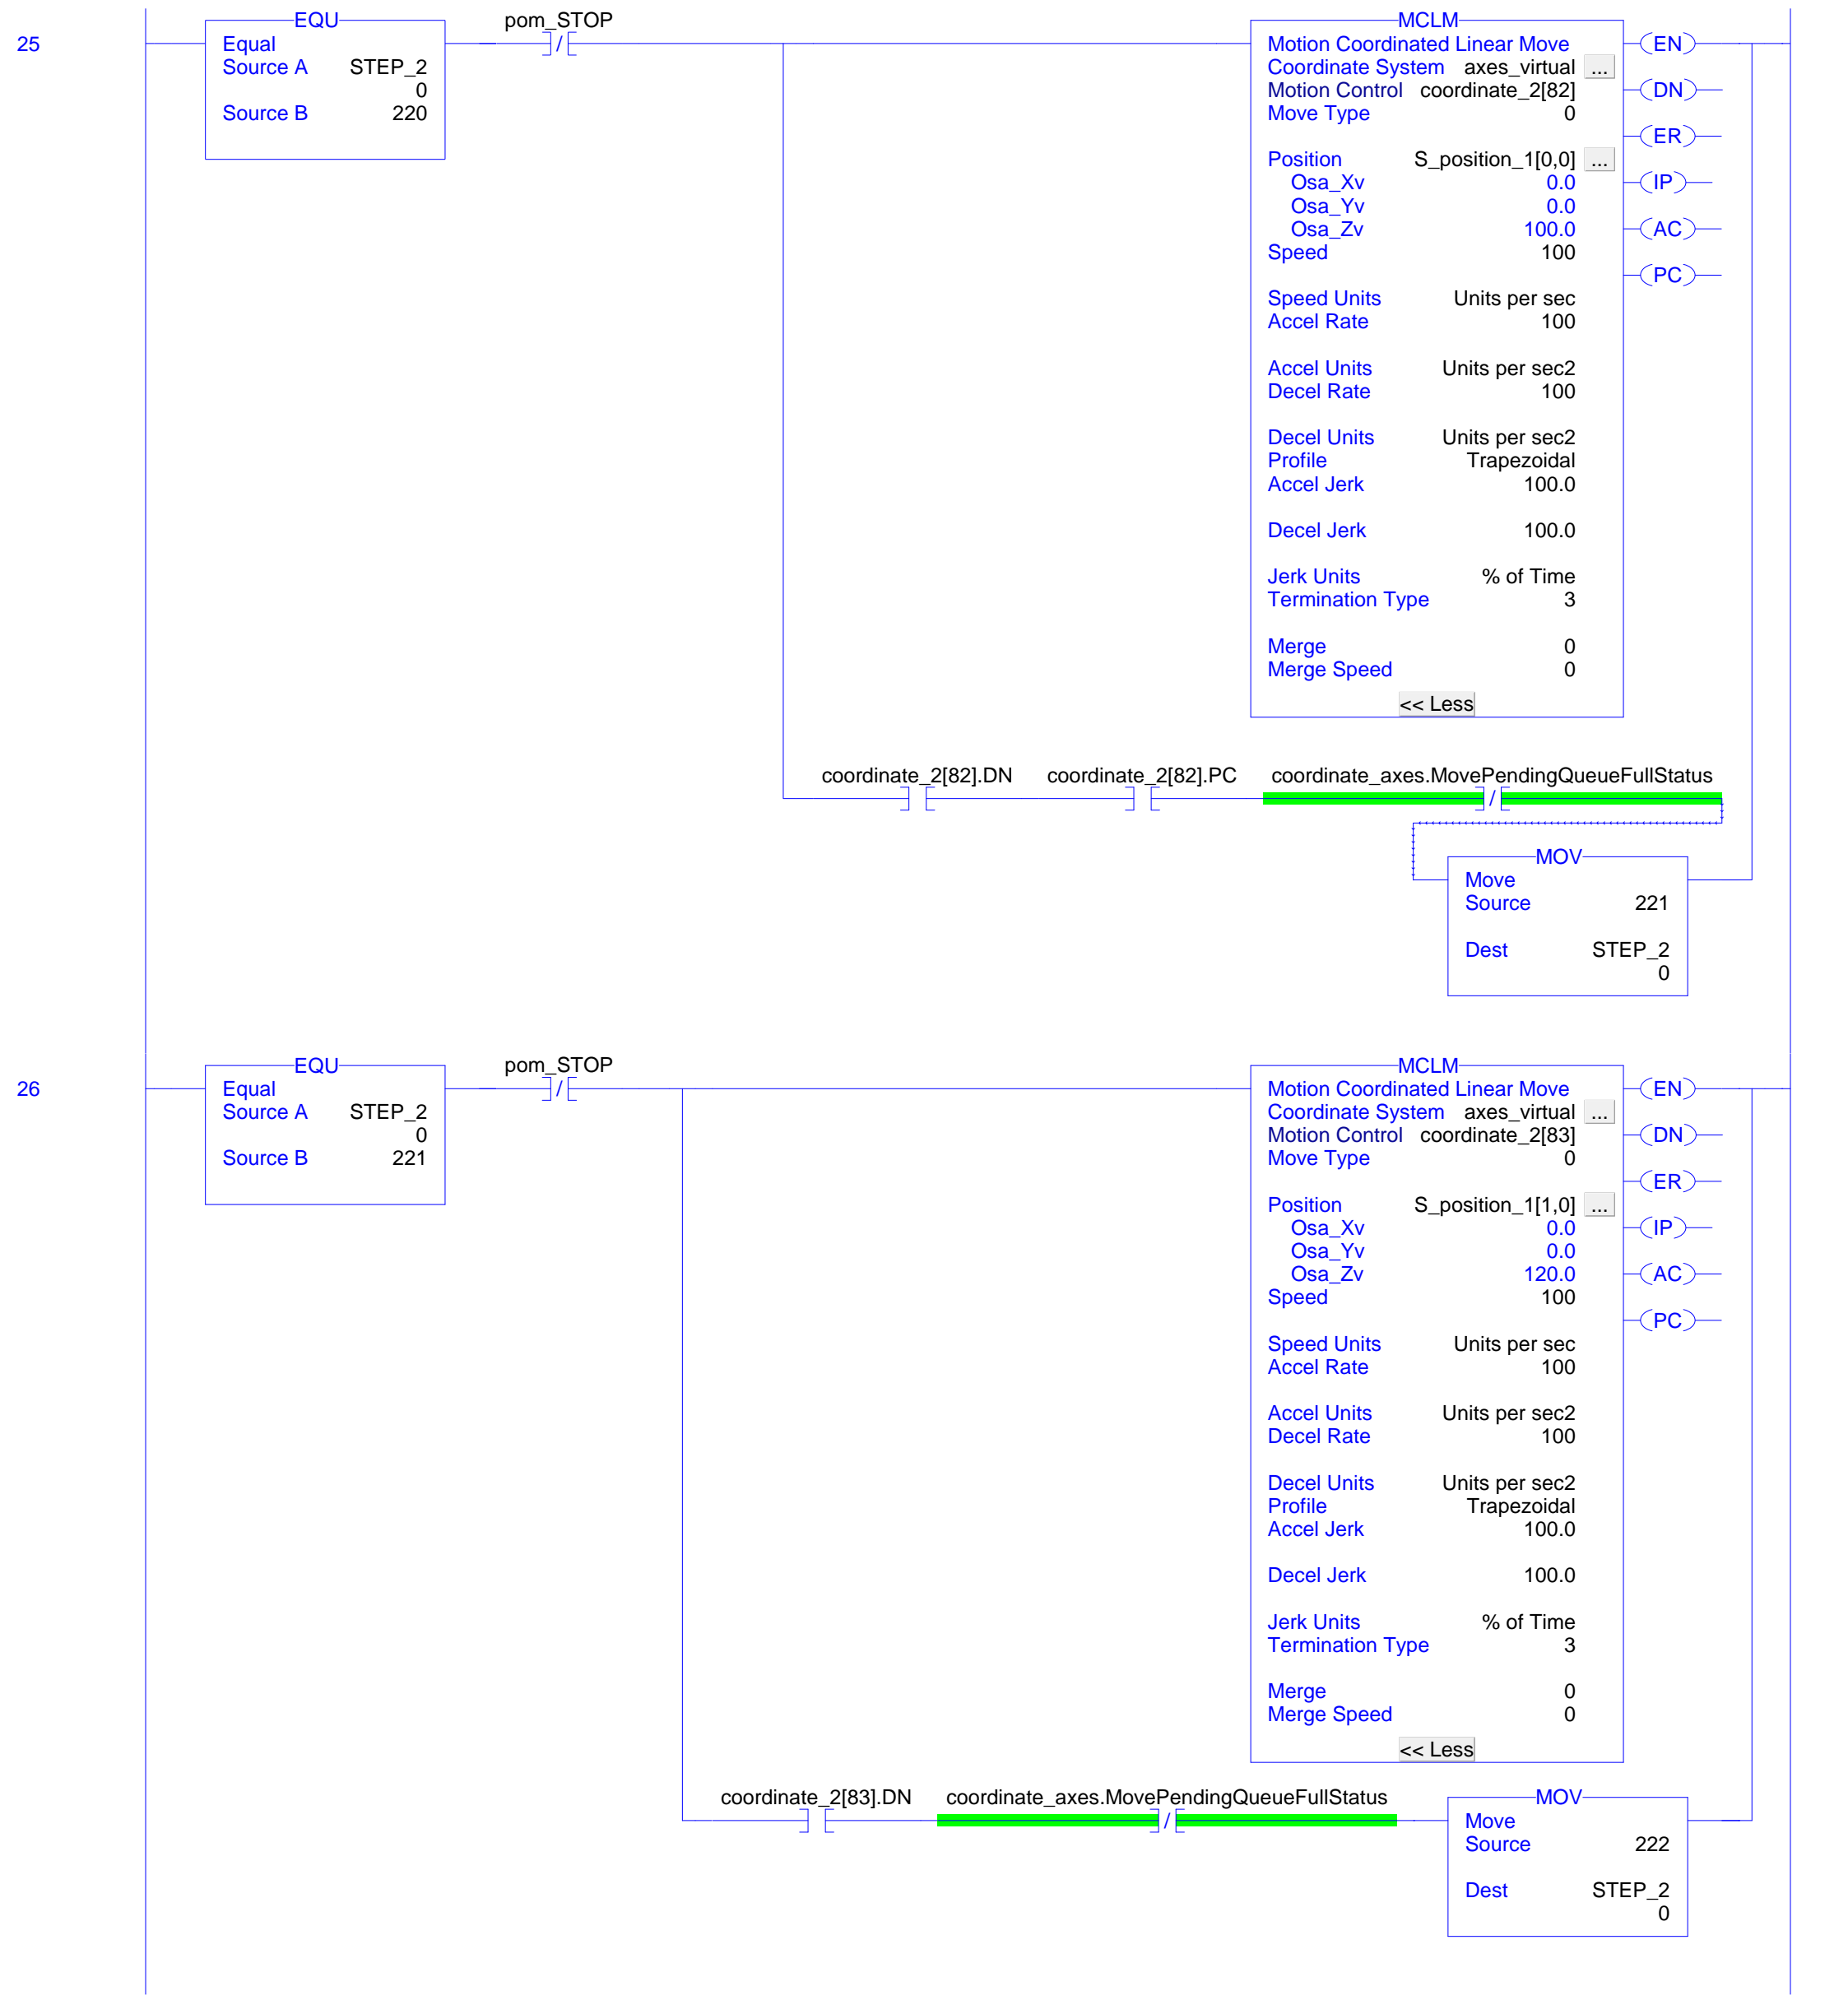 25
EQU
Equal
Source A STEP_2
0
Source B 220
pom_STOP
/
MCLM
Motion Coordinated Linear Move
Coordinate System axes_virtual ...
Motion Control coordinate_2[82]
Move Type 0
Position S_position_1[0,0] ...
Osa_Xv 0.0
Osa_Yv 0.0
Osa_Zv 100.0
Speed 100
Speed Units Units per sec
Accel Rate 100
Accel Units Units per sec2
Decel Rate 100
Decel Units Units per sec2
Profile Trapezoidal
Accel Jerk 100.0
Decel Jerk 100.0
Jerk Units % of Time
Termination Type 3
Merge 0
Merge Speed 0
<< Less
EN
DN
ER
IP
AC
PC
coordinate_2[82].DN coordinate_2[82].PC coordinate_axes.MovePendingQueueFullStatus
/
MOV
Move
Source 221
Dest STEP_2
0
26
EQU
Equal
Source A STEP_2
0
Source B 221
pom_STOP
/
MCLM
Motion Coordinated Linear Move
Coordinate System axes_virtual ...
Motion Control coordinate_2[83]
Move Type 0
Position S_position_1[1,0] ...
Osa_Xv 0.0
Osa_Yv 0.0
Osa_Zv 120.0
Speed 100
Speed Units Units per sec
Accel Rate 100
Accel Units Units per sec2
Decel Rate 100
Decel Units Units per sec2
Profile Trapezoidal
Accel Jerk 100.0
Decel Jerk 100.0
Jerk Units % of Time
Termination Type 3
Merge 0
Merge Speed 0
<< Less
EN
DN
ER
IP
AC
PC
coordinate_2[83].DN coordinate_axes.MovePendingQueueFullStatus
/
MOV
Move
Source 222
Dest STEP_2
0